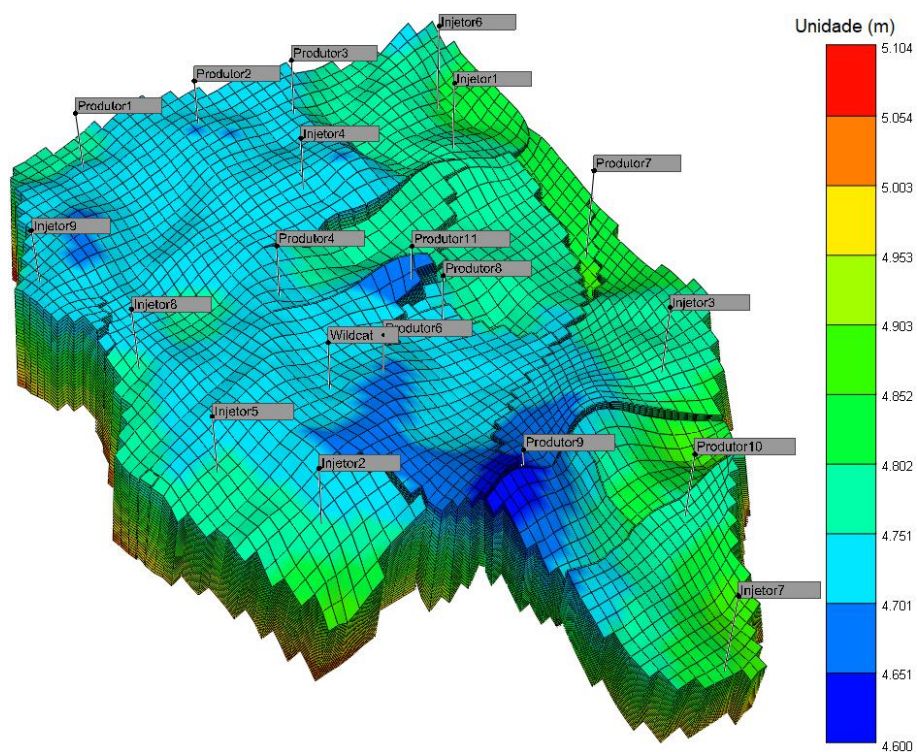 Unidade (m)
5.104
5.054
5.003
4.953
4.903
4.852
4.802
4.751
4.701
4.651
4.600
Injetor6
Produtor3
Produtor2
Injetor1
Produtor1
Injetor4
Produtor7
Injetor9
Produtor4
Produtor11
Produtor8
Injetor8
Injetor3
Produtor6
Wildcat
Injetor5
Produtor9
Produtor10
Injetor2
Injetor7